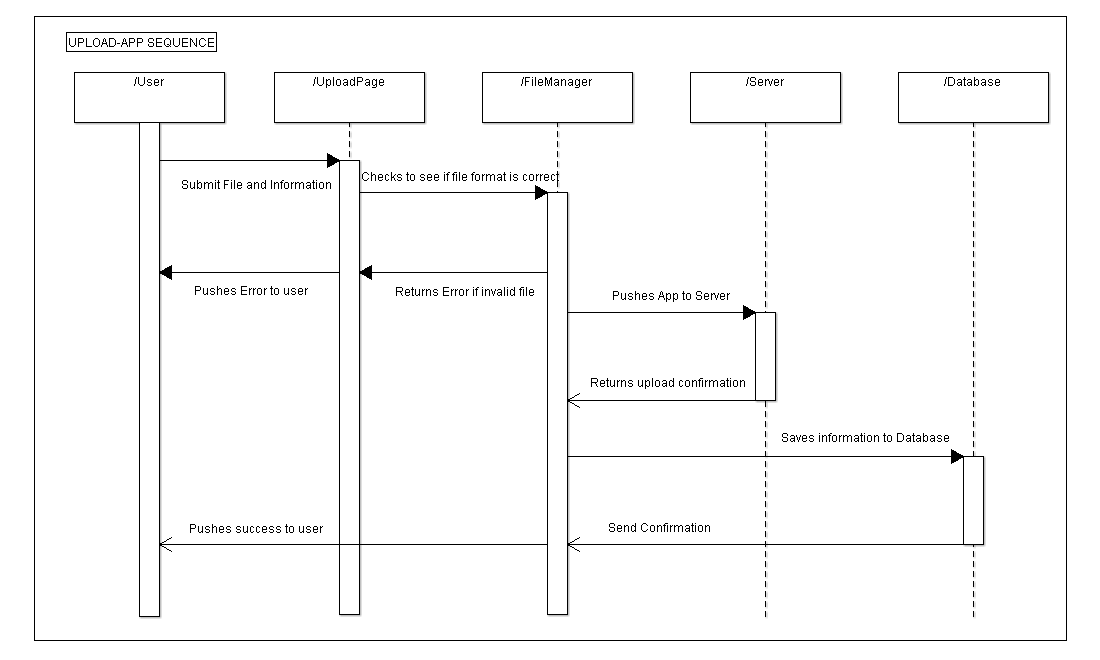 UPLOAD-APP SEQUENCE
/User
/UploadPage
/FileManager
/Server
/Database
Checks to see if file format is correct
Submit File and Information
Pushes Error to user
Returns Error if invalid file
Pushes App to Server
Returns upload confirmation
Saves information to Database
Pushes success to user
Send Confirmation